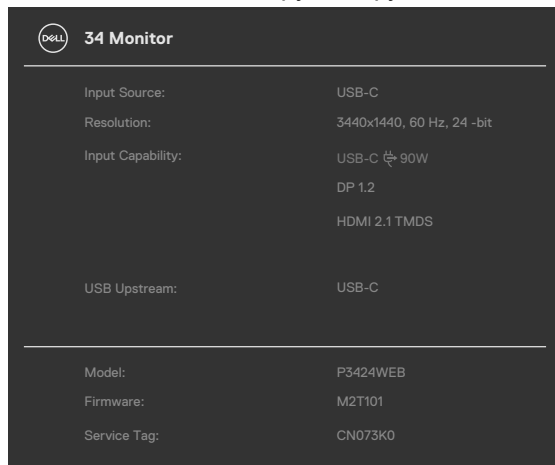 DELL 34 Monitor
Input Source: USB-C
Resolution: 3440x1440, 60 Hz, 24 -bit
Input Capability: USB-C 90W
DP 1.2
HDMI 2.1 TMDS
USB Upstream: USB-C
Model: P3424WEB
Firmware: M2T101
Service Tag: CN073K0